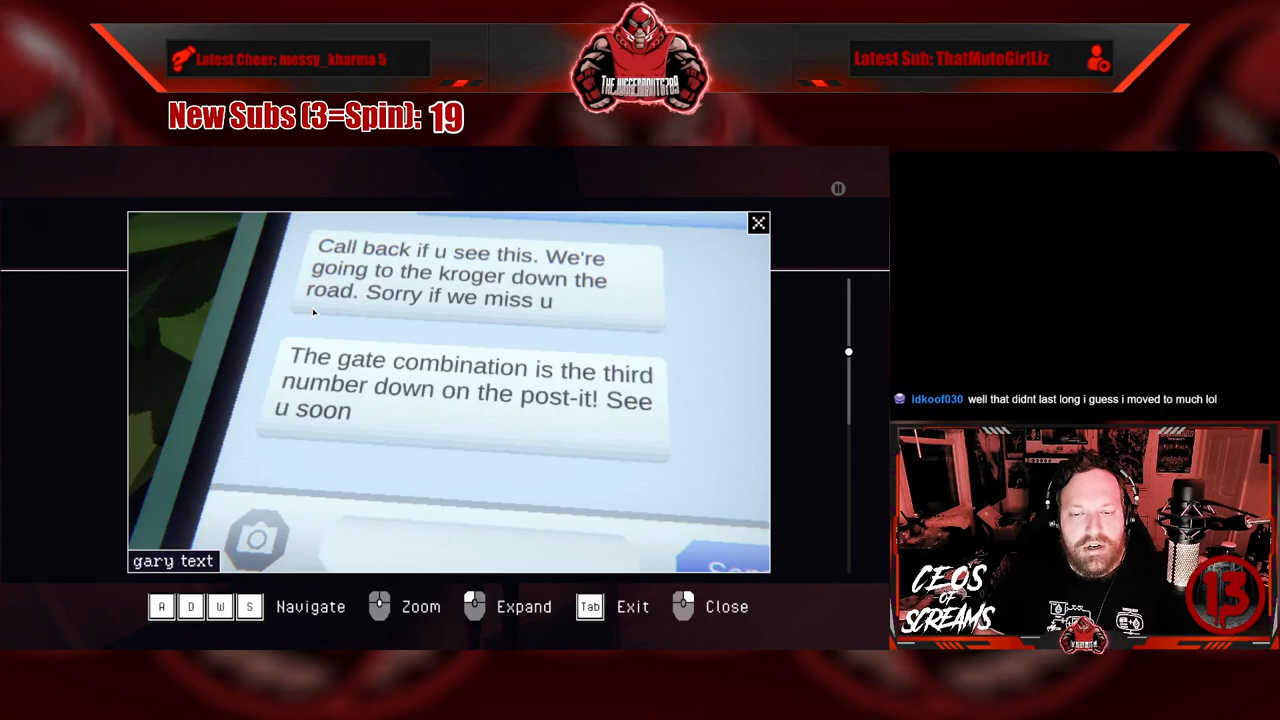 Latest Cheer: mossy_kharma 5
THEJUGGERNAUT6789
Latest Sub: ThatMuteGirlLiz
New Subs (3=Spin): 19
Call back if u see this. We're
going to the kroger down the
road. Sorry if we miss u
The gate combination is the third
number down on the post-it! See
u soon
gary text
A D W S Navigate Zoom Expand Tab Exit Close
idkoof030 well that didnt last long i guess i moved to much lol
CEOS
OF
SCREAMS
13